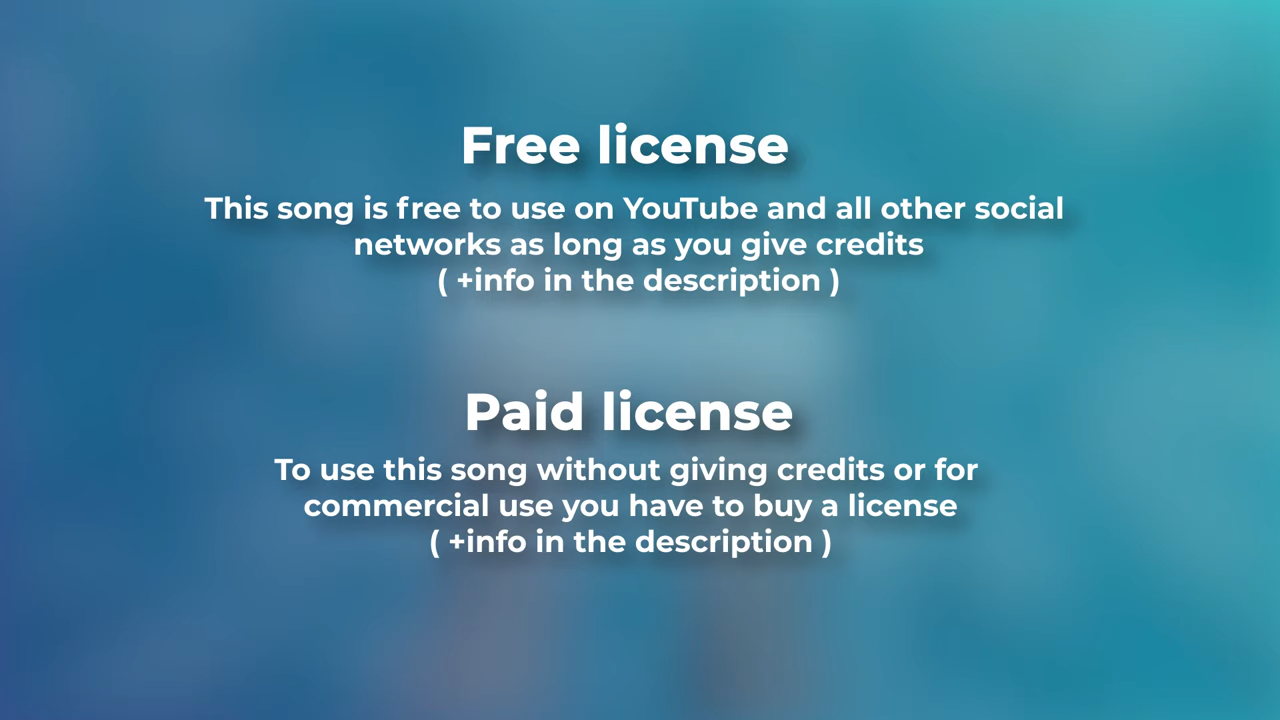 Free license
This song is free to use on YouTube and all other social
networks as long as you give credits
( +info in the description )
Paid license
To use this song without giving credits or for
commercial use you have to buy a license
( +info in the description )